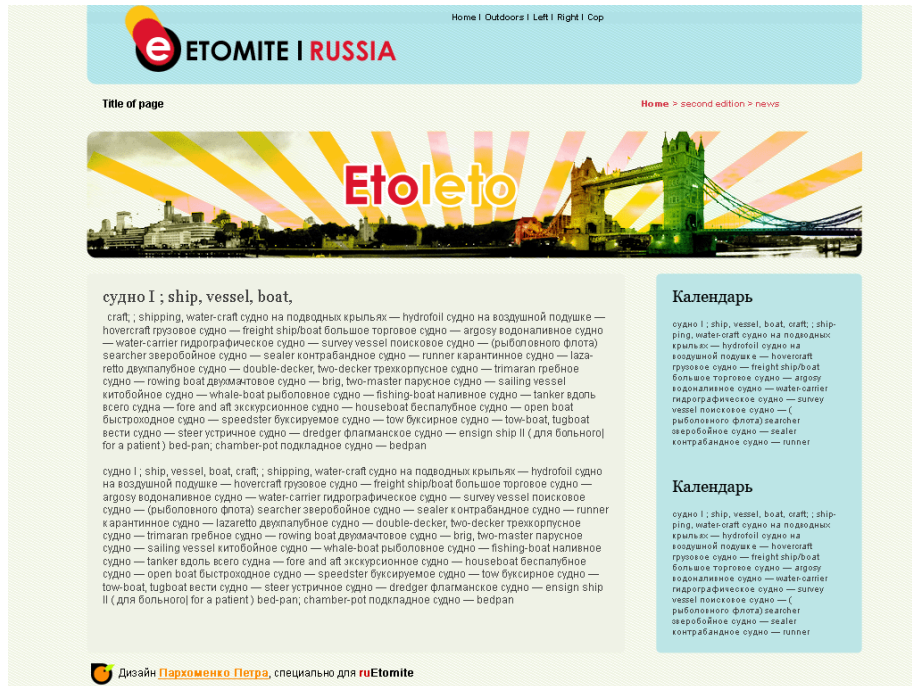 Home I Outdoors I Left I Right I Cop
e ETOMITE I RUSSIA
Title of page
Home > second edition > news
Etoleto
судно I ; ship, vessel, boat,
craft; ; shipping, water-craft судно на подводных крыльях — hydrofoil судно на воздушной подушке —
hovercraft грузовое судно — freight ship/boat большое торговое судно — argosy водоналивное судно
— water-carrier гидрографическое судно — survey vessel поисковое судно — (рыболовного флота)
searcher зверобойное судно — sealer контрабандное судно — runner карантинное судно — laza-
retto двухпалубное судно — double-decker, two-decker трехкорпусное судно — trimaran гребное
судно — rowing boat двухмачтовое судно — brig, two-master парусное судно — sailing vessel
китобойное судно — whale-boat рыболовное судно — fishing-boat наливное судно — tanker вдоль
всего судна — fore and aft экскурсионное судно — houseboat беспалубное судно — open boat
быстроходное судно — speedster буксируемое судно — tow буксирное судно — tow-boat, tugboat
вести судно — steer устричное судно — dredger флагманское судно — ensign ship II ( для больного|
for a patient ) bed-pan; chamber-pot подкладное судно — bedpan
судно I ; ship, vessel, boat, craft; ; shipping, water-craft судно на подводных крыльях — hydrofoil судно
на воздушной подушке — hovercraft грузовое судно — freight ship/boat большое торговое судно —
argosy водоналивное судно — water-carrier гидрографическое судно — survey vessel поисковое
судно — (рыболовного флота) searcher зверобойное судно — sealer контрабандное судно — runner
карантинное судно — lazaretto двухпалубное судно — double-decker, two-decker трехкорпусное
судно — trimaran гребное судно — rowing boat двухмачтовое судно — brig, two-master парусное
судно — sailing vessel китобойное судно — whale-boat рыболовное судно — fishing-boat наливное
судно — tanker вдоль всего судна — fore and aft экскурсионное судно — houseboat беспалубное
судно — open boat быстроходное судно — speedster буксируемое судно — tow буксирное судно —
tow-boat, tugboat вести судно — steer устричное судно — dredger флагманское судно — ensign ship
II ( для больного| for a patient ) bed-pan; chamber-pot подкладное судно — bedpan
Календарь
судно I ; ship, vessel, boat, craft; ; ship-
ping, water-craft судно на подводных
крыльях — hydrofoil судно на
воздушной подушке — hovercraft
грузовое судно — freight ship/boat
большое торговое судно — argosy
водоналивное судно — water-carrier
гидрографическое судно — survey
vessel поисковое судно — (
рыболовного флота) searcher
зверобойное судно — sealer
контрабандное судно — runner
Календарь
судно I ; ship, vessel, boat, craft; ; ship-
ping, water-craft судно на подводных
крыльях — hydrofoil судно на
воздушной подушке — hovercraft
грузовое судно — freight ship/boat
большое торговое судно — argosy
водоналивное судно — water-carrier
гидрографическое судно — survey
vessel поисковое судно — (
рыболовного флота) searcher
зверобойное судно — sealer
контрабандное судно — runner
Дизайн Пархоменко Петра, специально для ruEtomite